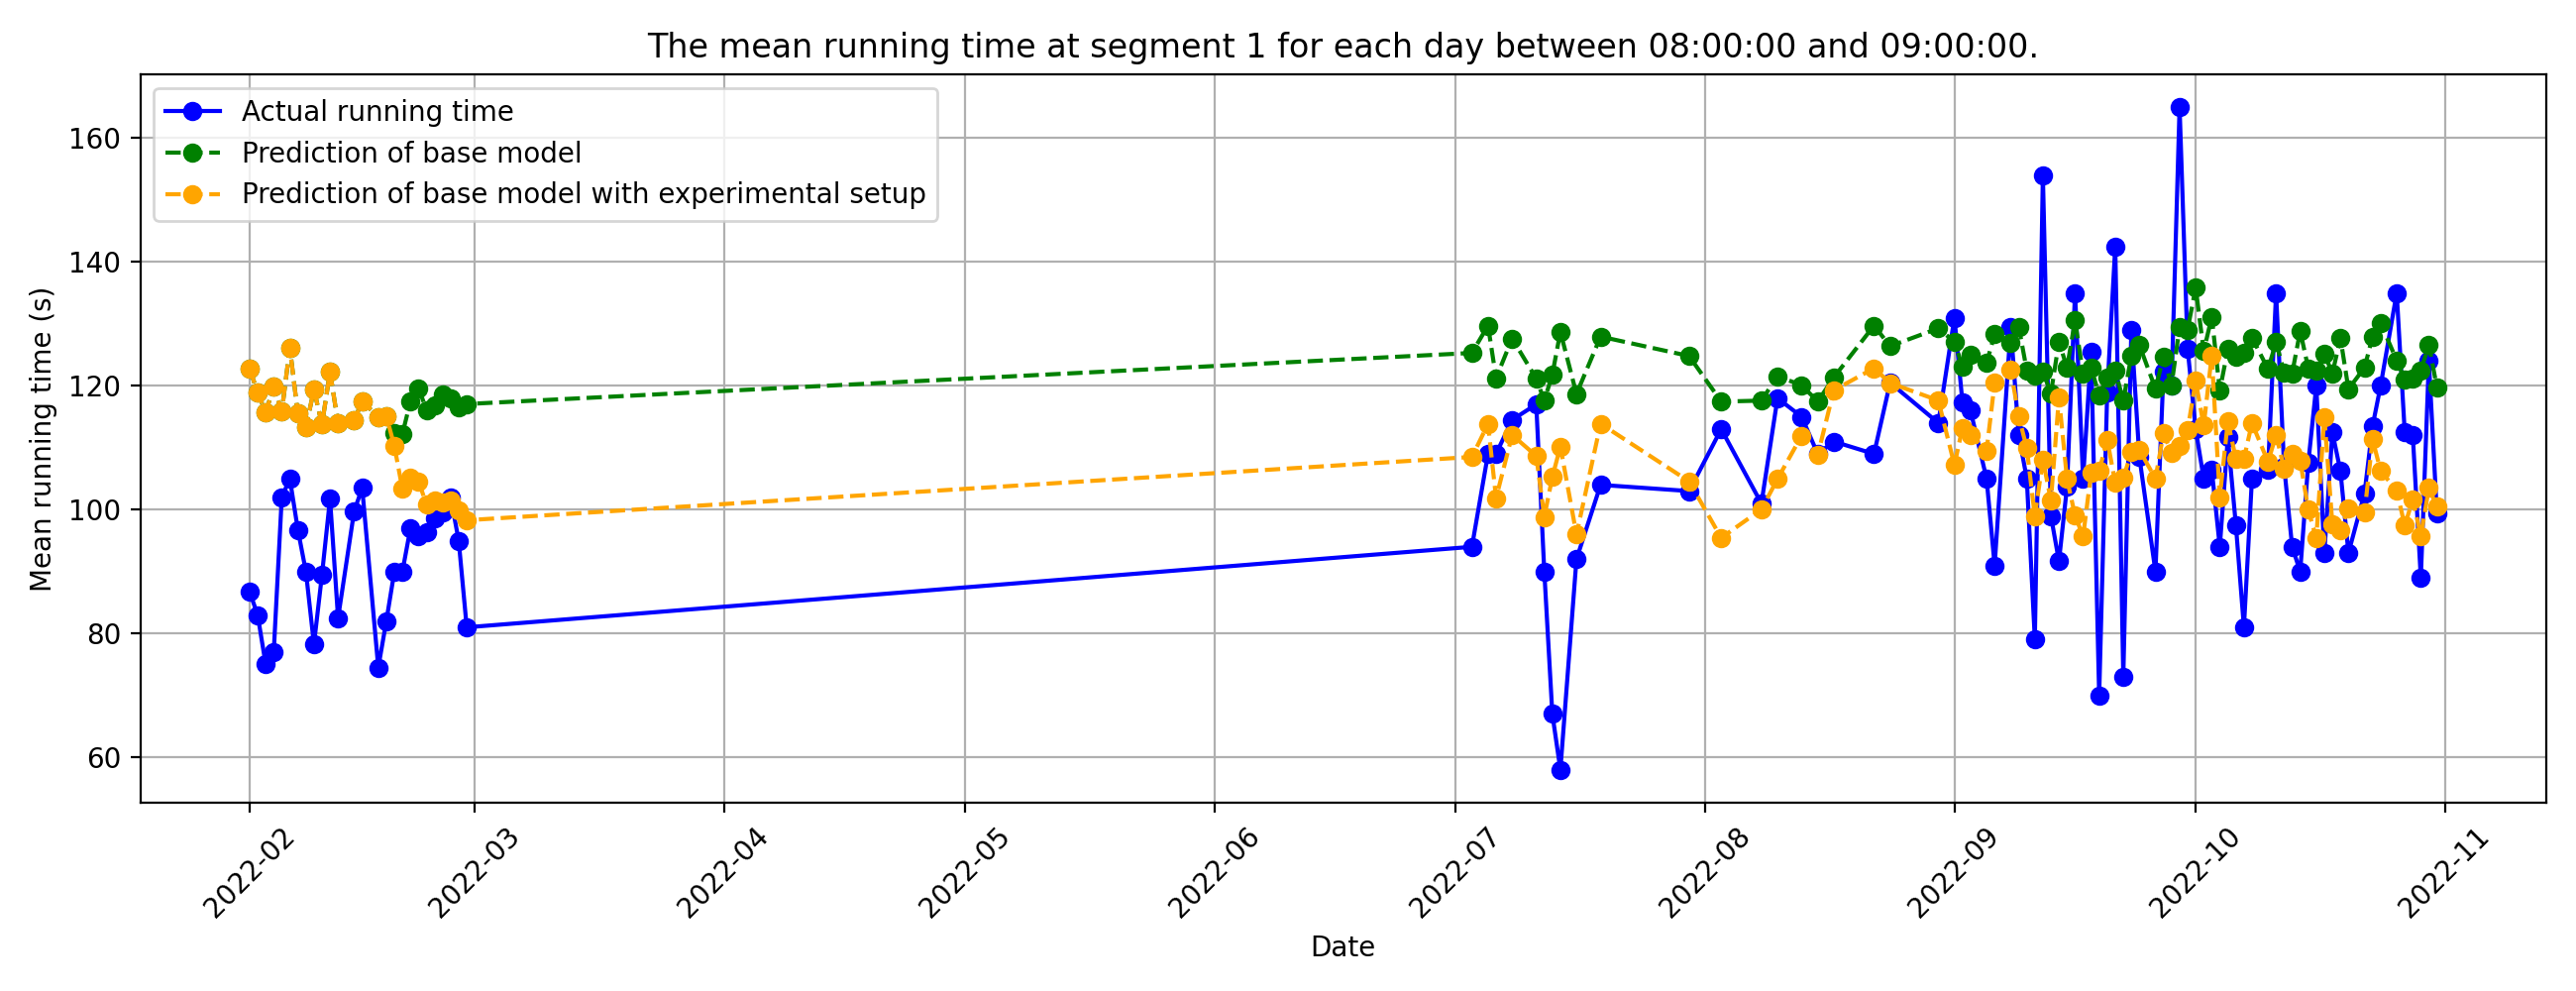 The mean running time at segment 1 for each day between 08:00:00 and 09:00:00.
Actual running time
Prediction of base model
Prediction of base model with experimental setup
Mean running time (s)
160
140
120
100
80
60
2022-02
2022-03
2022-04
2022-05
2022-06
2022-07
2022-08
2022-09
2022-10
2022-11
Date